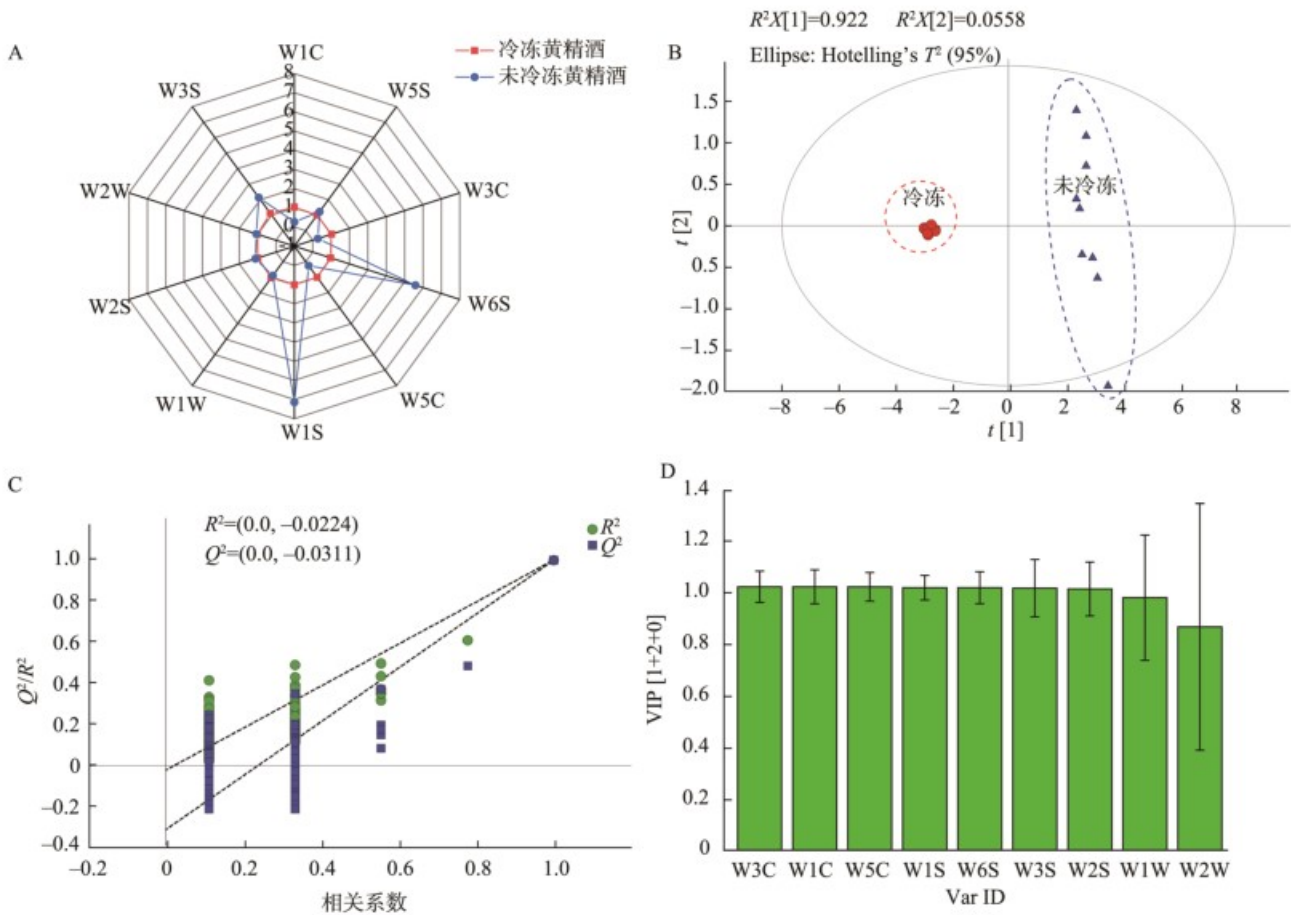 A
W1C
冷冻黄精酒
未冷冻黄精酒
W3S
W5S
W2W
W3C
W2S
W6S
W1W
W5C
W1S
8
7
6
5
4
3
2
1
0
B
R²X[1]=0.922 R²X[2]=0.0558
Ellipse: Hotelling's T² (95%)
1.5
1.0
0.5
0
0.5
–1.0
–1.5
–2.0
t [2]
冷冻
未冷冻
–8 –6 –4 –2 0 2 4 6 8
t [1]
C
R²=(0.0, –0.0224)
Q²=(0.0, –0.0311)
R²
Q²
1.0
0.8
0.6
0.4
0.2
0
–0.2
–0.4
Q²/R²
–0.2 0 0.2 0.4 0.6 0.8 1.0
相关系数
D
1.4
1.2
1.0
0.8
0.6
0.4
0.2
0
VIP [1+2+0]
W3C W1C W5C W1S W6S W3S W2S W1W W2W
Var ID